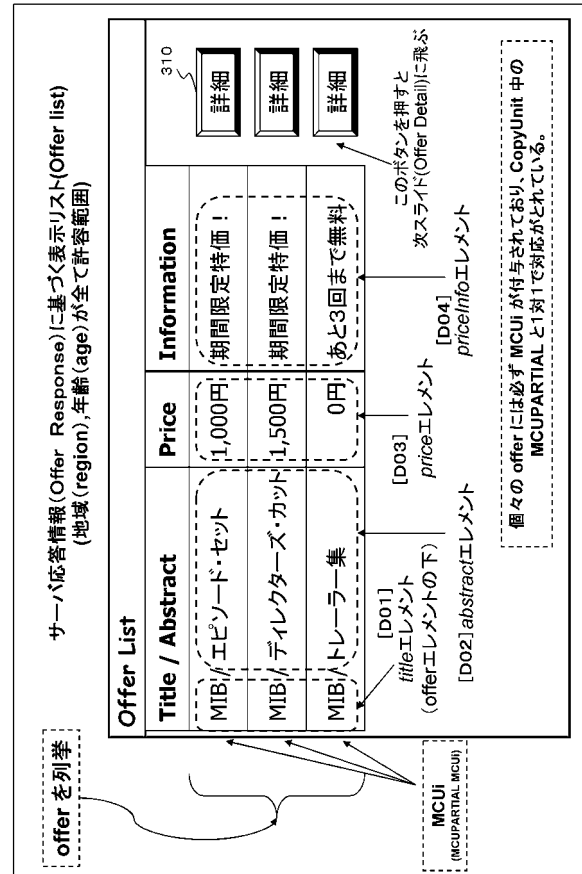 サーバ応答情報(Offer Response)に基づく表示リスト(Offer list)
(地域(region),年齢(age)が全て許容範囲)
offer を列挙
Offer List
Title / Abstract Price Information
MIB /エピソード・セット 1,000円 期間限定特価! 詳細
310
MIB /ディレクターズ・カット 1,500円 期間限定特価! 詳細
MIB /トレーラー集 0円 あと3回まで無料 詳細
MCUi
(MCUPARTIAL MCUi)
[D01]
titleエレメント
(offerエレメントの下)
[D02] abstractエレメント
[D03]
priceエレメント
[D04]
priceInfoエレメント
このボタンを押すと
次スライド(Offer Detail)に飛ぶ
個々の offer には必ず MCUi が付与されており、CopyUnit 中の
MCUPARTIAL と1対1で対応がとれている。